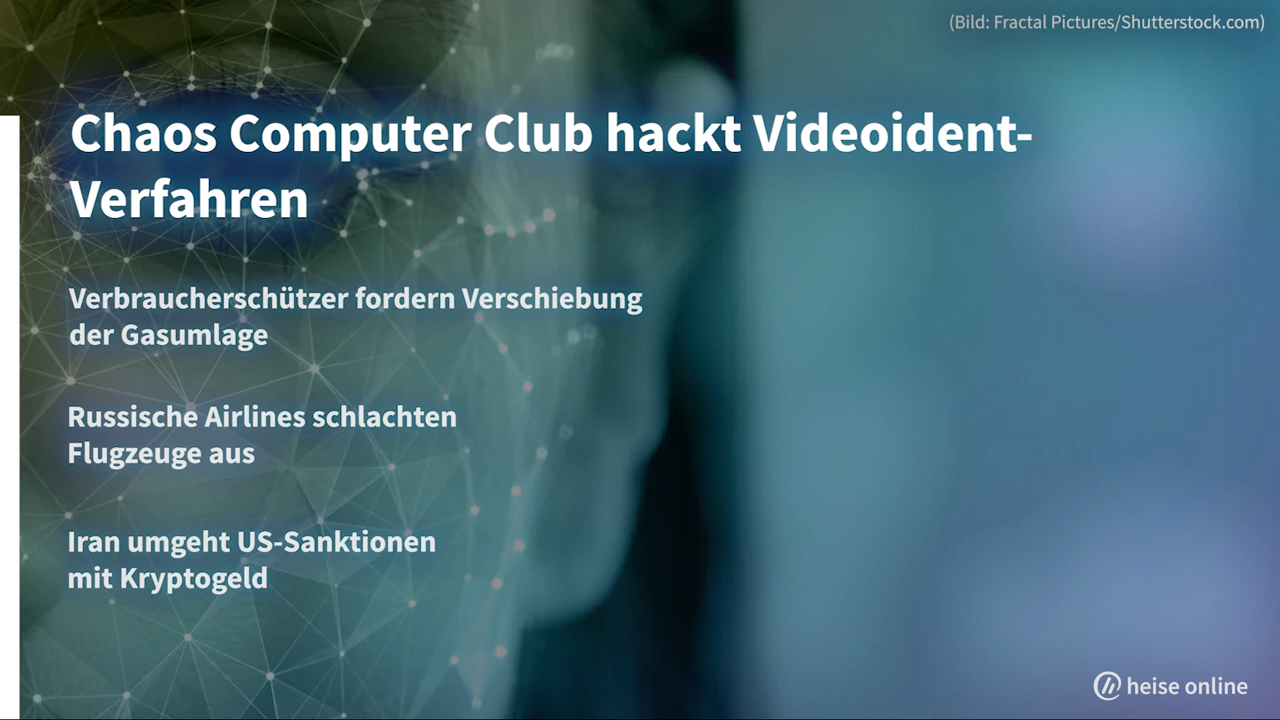 (Bild: Fractal Pictures/Shutterstock.com)
Chaos Computer Club hackt Videoident-
Verfahren
Verbraucherschützer fordern Verschiebung
der Gasumlage
Russische Airlines schlachten
Flugzeuge aus
Iran umgeht US-Sanktionen
mit Kryptogeld
heise online